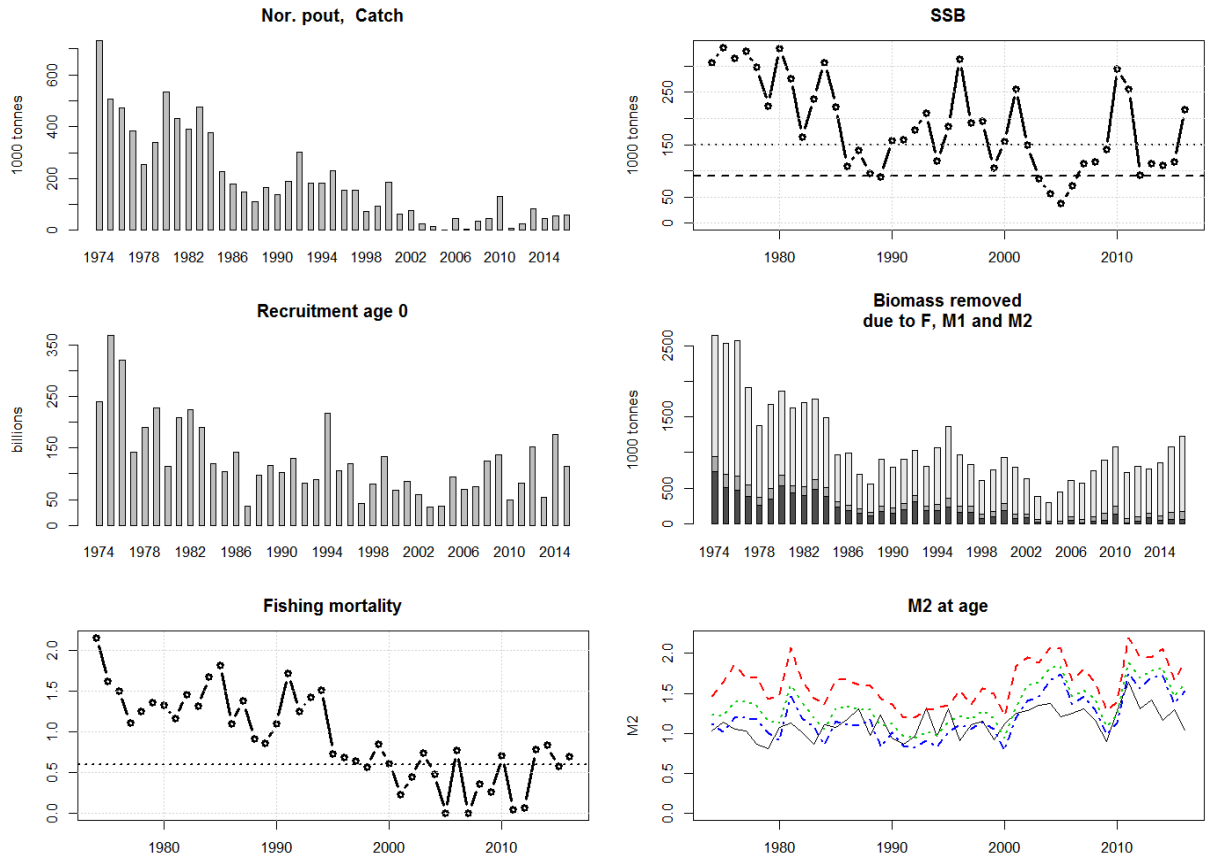 Nor. pout,  Catch
1000 tonnes
0 200 400 600
1974 1978 1982 1986 1990 1994 1998 2002 2006 2010 2014
SSB
1000 tonnes
0 50 150 250
1980 1990 2000 2010
Recruitment age 0
billions
0 50 150 250 350
1974 1978 1982 1986 1990 1994 1999 2002 2006 2010 2014
Biomass removed
due to F, M1 and M2
1000 tonnes
0 500 1500 2500
1974 1978 1982 1986 1990 1994 1998 2002 2006 2010 2014
Fishing mortality
0.0 0.5 1.0 1.5 2.0
1980 1990 2000 2010
M2 at age
M2
0.0 0.5 1.0 1.5 2.0
1980 1990 2000 2010